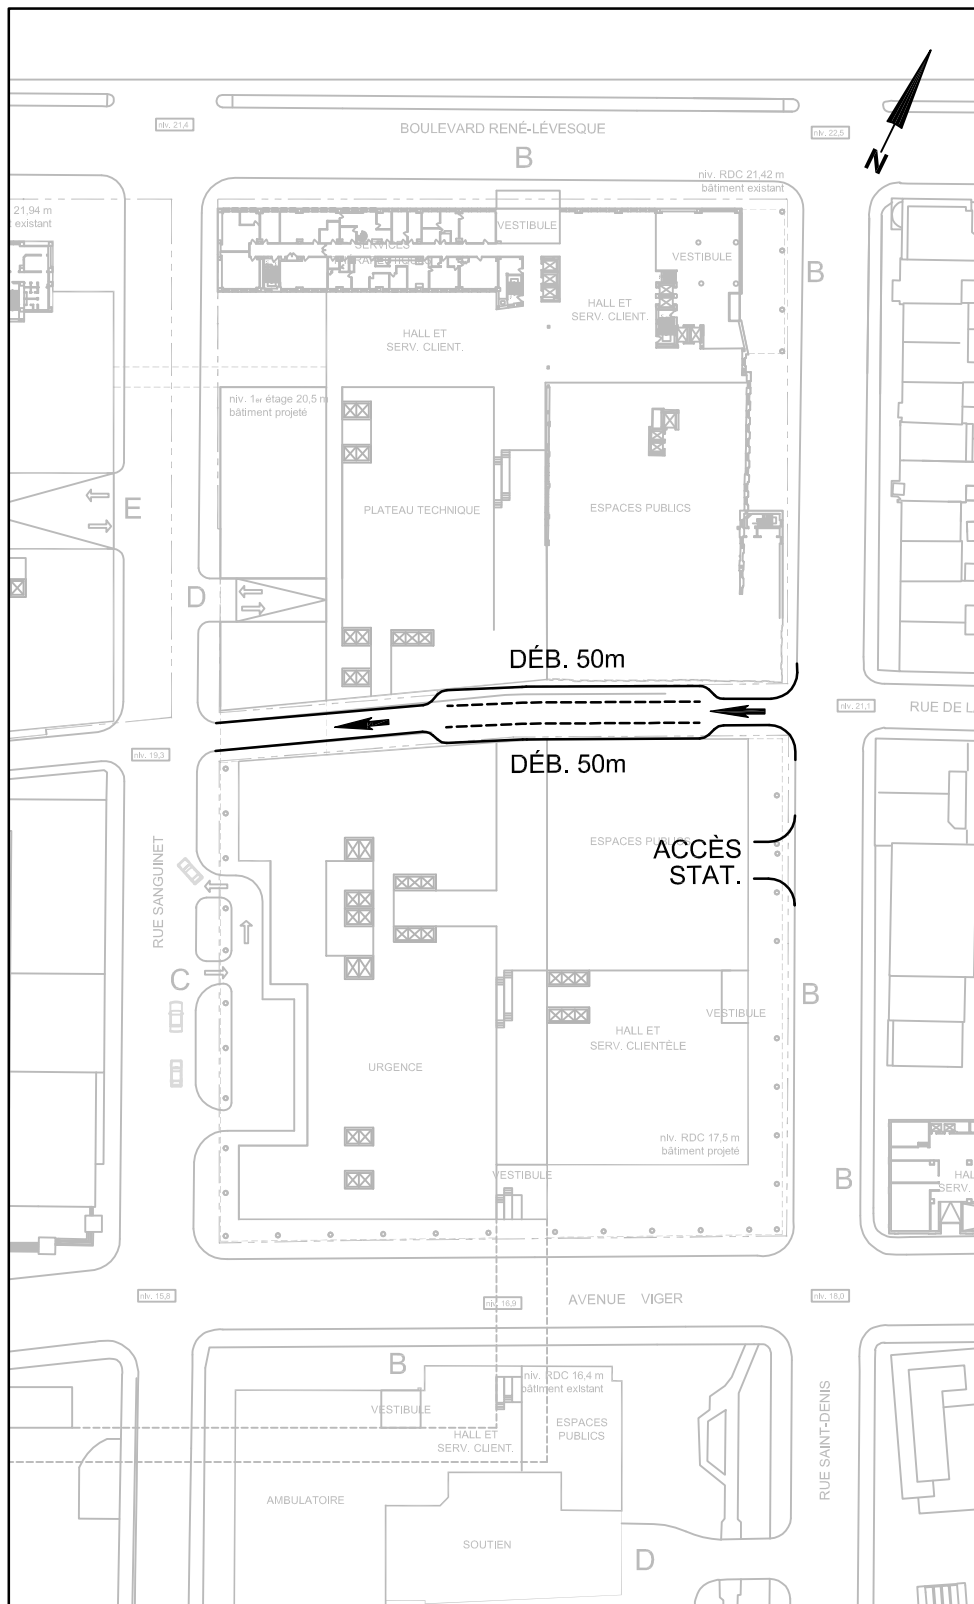 BOULEVARD RENÉ-LÉVESQUE
niv. 21,4
niv. 22,5
N
B
niv. RDC 21,42 m
bâtiment existant
21,94 m
existant
VESTIBULE
SERVICES
VESTIBULE
B
HALL ET
SERV. CLIENT.
HALL ET
SERV. CLIENT.
niv. 1er étage 20,5 m
bâtiment projeté
E
PLATEAU TECHNIQUE
ESPACES PUBLICS
D
DÉB. 50m
niv. 21,1
RUE DE L
niv. 19,3
DÉB. 50m
RUE SANGUINET
ESPACES PUBLICS
ACCÈS
STAT.
C
B
VESTIBULE
HALL ET
SERV. CLIENTÈLE
URGENCE
niv. RDC 17,5 m
bâtiment projeté
VESTIBULE
B
HAL
SERV.
niv. 15,8
niv. 16,9
AVENUE VIGER
niv. 18,0
B
niv. RDC 16,4 m
bâtiment existant
VESTIBULE
HALL ET
SERV. CLIENT.
ESPACES
PUBLICS
RUE SAINT-DENIS
AMBULATOIRE
SOUTIEN
D